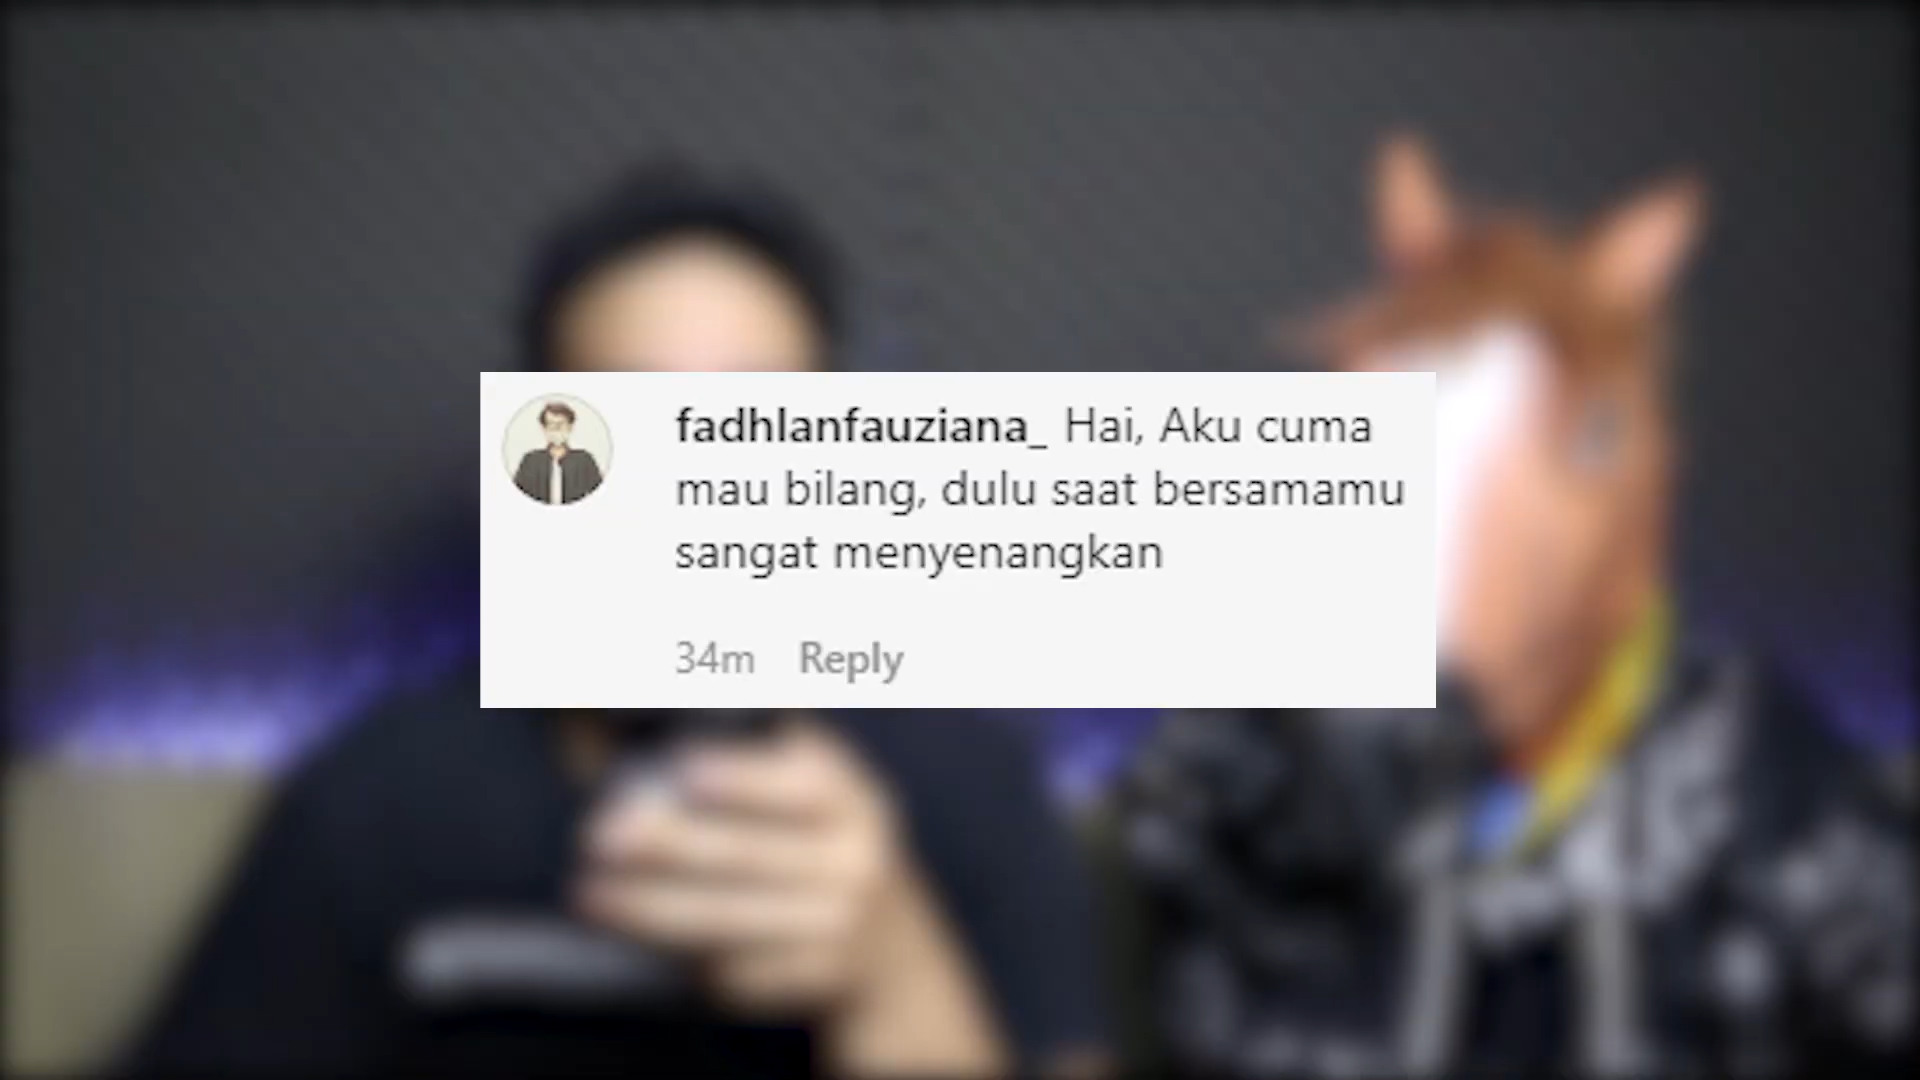 fadhlanfauziana_ Hai, Aku cuma
mau bilang, dulu saat bersamamu
sangat menyenangkan
34m Reply